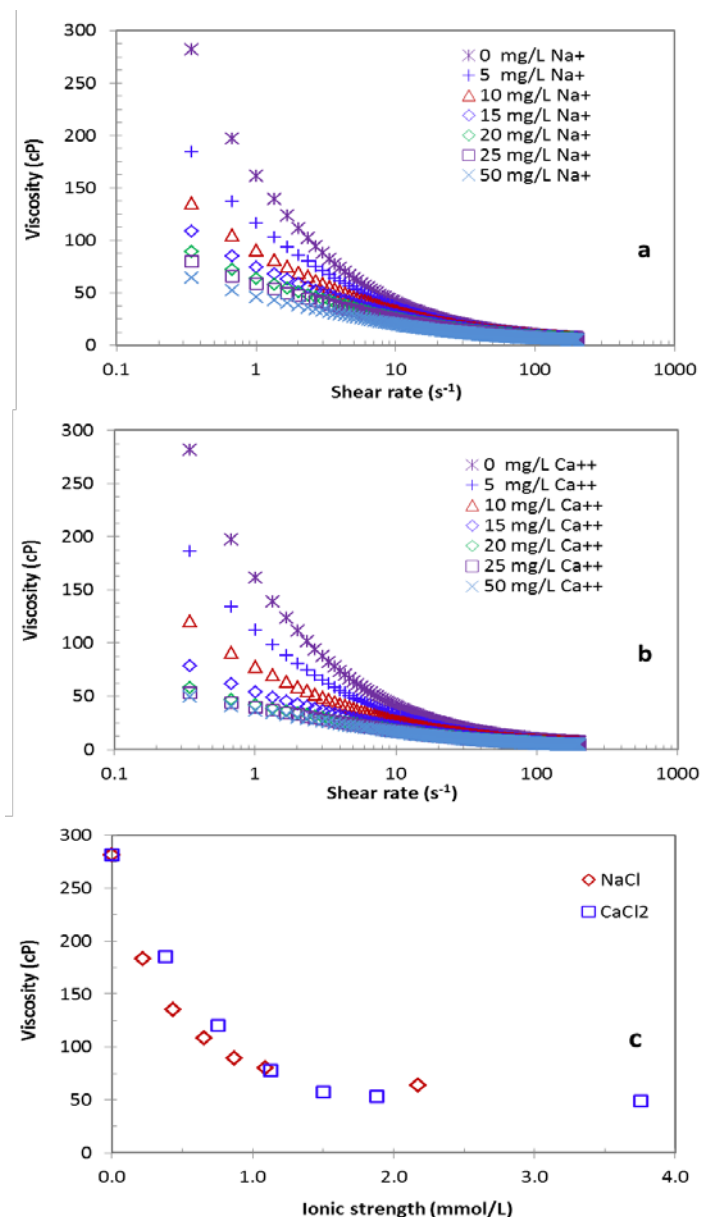 300
250
200
150
100
50
0
Viscosity (cP)
0 mg/L Na+
5 mg/L Na+
10 mg/L Na+
15 mg/L Na+
20 mg/L Na+
25 mg/L Na+
50 mg/L Na+
a
0.1 1 10 100 1000
Shear rate (s⁻¹)
300
250
200
150
100
50
0
Viscosity (cP)
0 mg/L Ca++
5 mg/L Ca++
10 mg/L Ca++
15 mg/L Ca++
20 mg/L Ca++
25 mg/L Ca++
50 mg/L Ca++
b
0.1 1 10 100 1000
Shear rate (s⁻¹)
300
250
200
150
100
50
0
Viscosity (cP)
NaCl
CaCl2
c
0.0 1.0 2.0 3.0 4.0
Ionic strength (mmol/L)